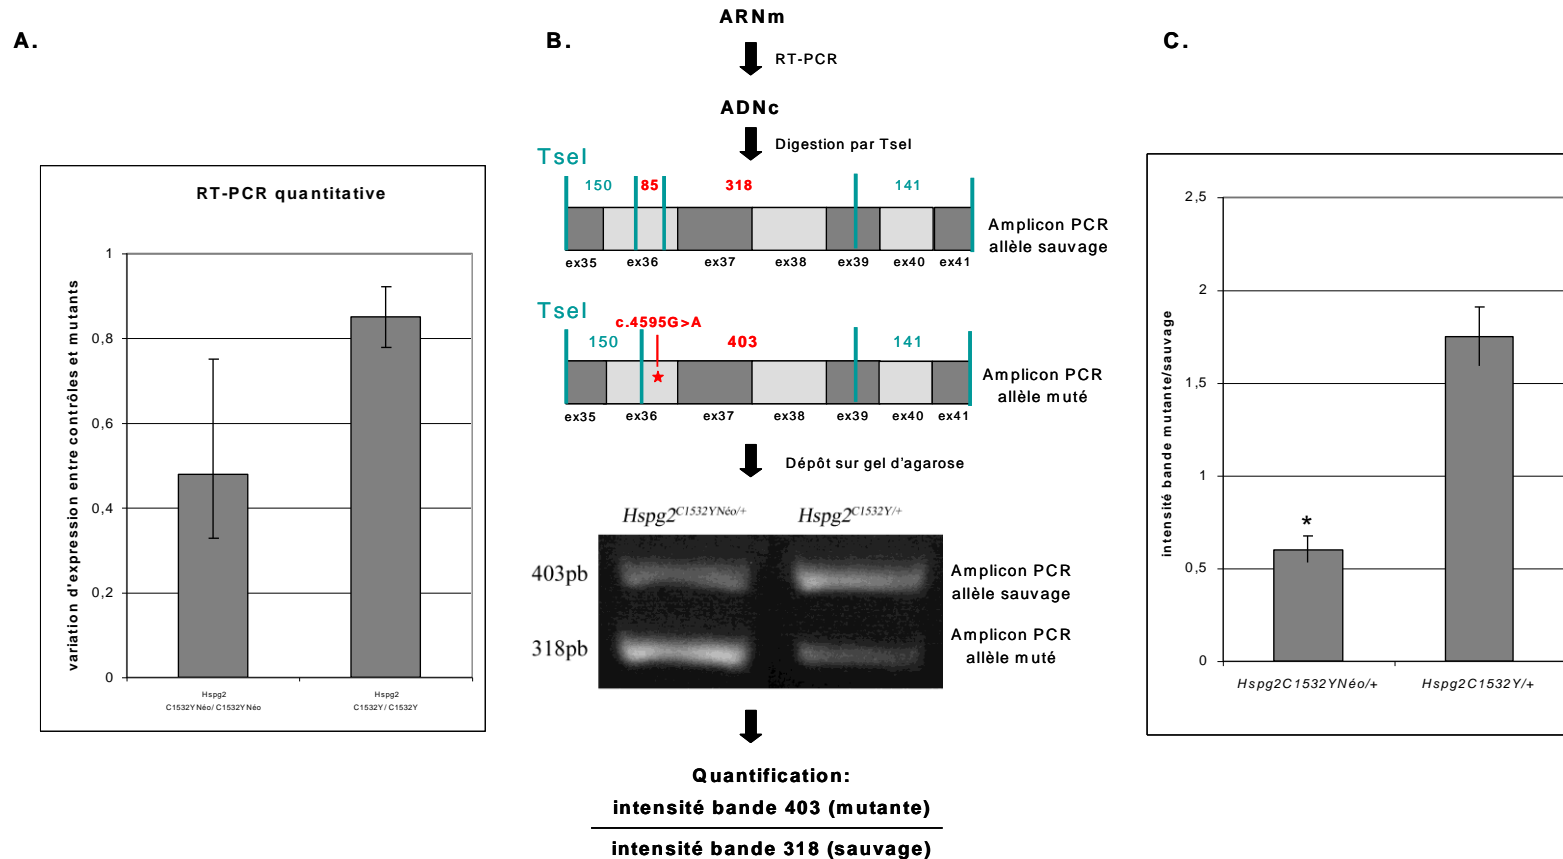 A.
RT-PCR quantitative
variation d'expression entre contrôles et mutants
1
0,8
0,6
0,4
0,2
0
Hspg2
C1532YNéo/C1532YNéo
Hspg2
C1532Y/C1532Y
B.
ARNm
RT-PCR
ADNc
Digestion par TseI
TseI
150
85
318
141
Amplicon PCR
allèle sauvage
ex35
ex36
ex37
ex38
ex39
ex40
ex41
TseI
c.4595G>A
150
403
141
Amplicon PCR
allèle muté
ex35
ex36
ex37
ex38
ex39
ex40
ex41
Dépôt sur gel d'agarose
Hspg2C1532YNéo/+
Hspg2C1532Y/+
403pb
Amplicon PCR
allèle sauvage
318pb
Amplicon PCR
allèle muté
Quantification:
intensité bande 403 (mutante)
intensité bande 318 (sauvage)
C.
intensité bande mutante/sauvage
2,5
2
1,5
1
0,5
0
*
Hspg2C1532YNéo/+
Hspg2C1532Y/+